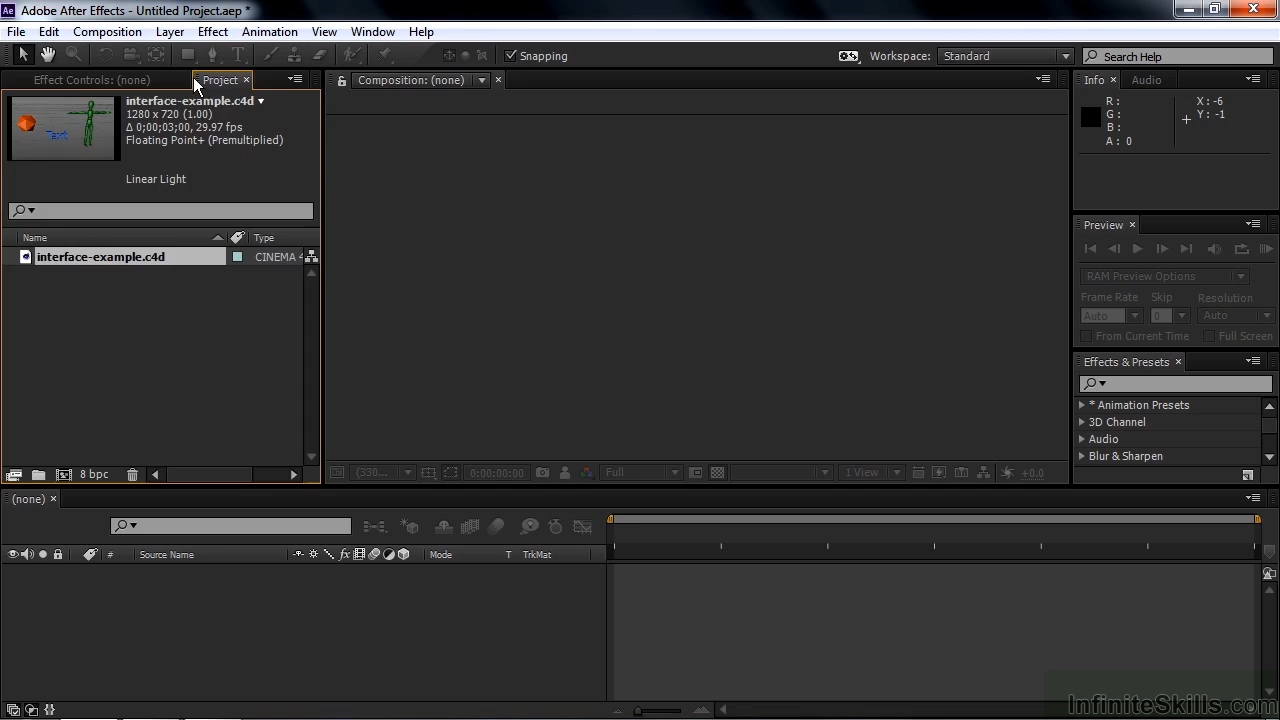 Adobe After Effects - Untitled Project.aep *
File Edit Composition Layer Effect Animation View Window Help
Snapping Workspace: Standard Search Help
Effect Controls: (none) Project Composition: (none) Info Audio
interface-example.c4d
1280 x 720 (1.00)
Δ 0;00;03;00, 29.97 fps
Floating Point+ (Premultiplied)
Linear Light
Text
R : X : -6
G : Y : -1
B :
A : 0
Name Type
interface-example.c4d CINEMA 4
Preview
RAM Preview Options
Frame Rate Skip Resolution
Auto 0 Auto
From Current Time Full Screen
Effects & Presets
* Animation Presets
3D Channel
Audio
Blur & Sharpen
8 bpc (330... 0:00:00:00 Full 1 View +0.0
(none)
# Source Name fx Mode T TrkMat
InfiniteSkills.com